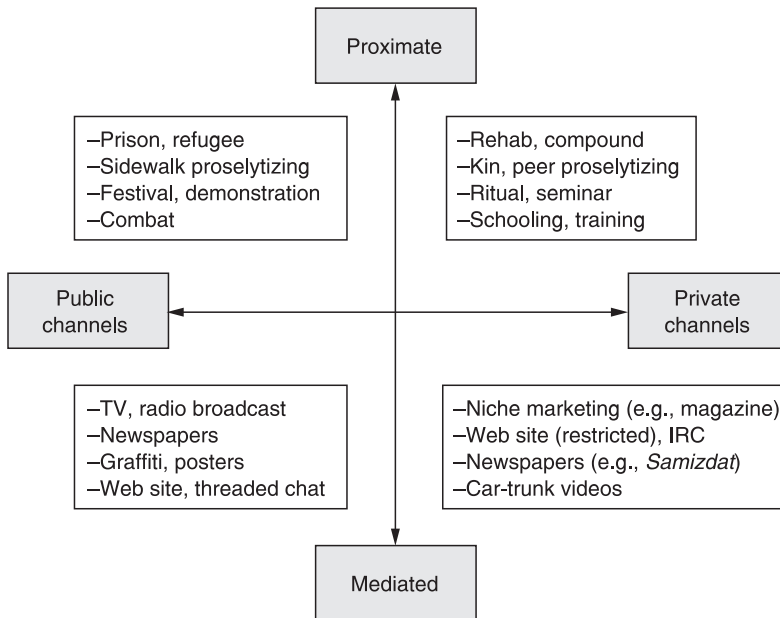 Proximate
–Prison, refugee
–Sidewalk proselytizing
–Festival, demonstration
–Combat
–Rehab, compound
–Kin, peer proselytizing
–Ritual, seminar
–Schooling, training
Public
channels
Private
channels
–TV, radio broadcast
–Newspapers
–Graffiti, posters
–Web site, threaded chat
–Niche marketing (e.g., magazine)
–Web site (restricted), IRC
–Newspapers (e.g., Samizdat)
–Car-trunk videos
Mediated